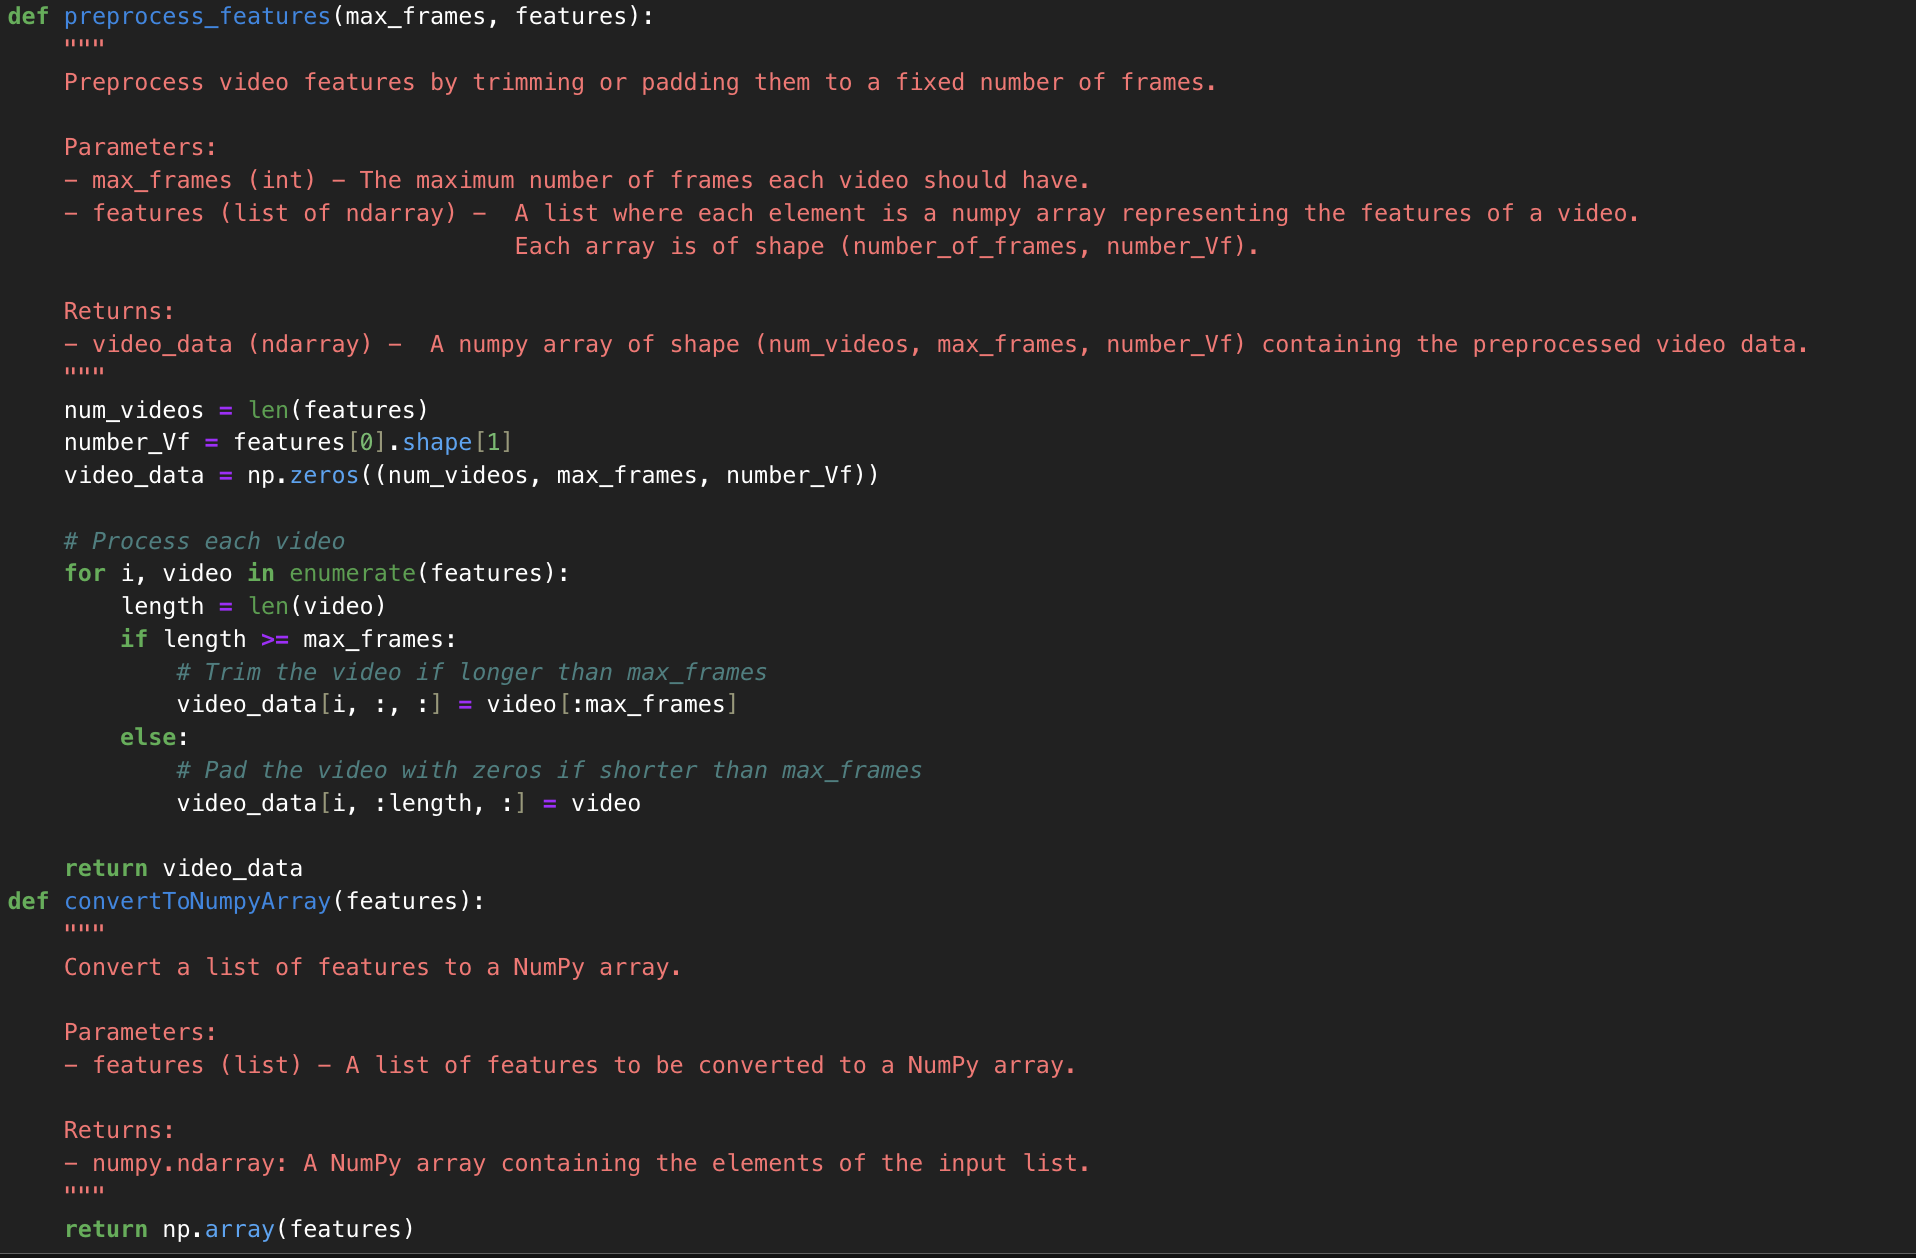 def preprocess_features(max_frames, features):
    """
    Preprocess video features by trimming or padding them to a fixed number of frames.

    Parameters:
    - max_frames (int) - The maximum number of frames each video should have.
    - features (list of ndarray) -  A list where each element is a numpy array representing the features of a video.
                                    Each array is of shape (number_of_frames, number_Vf).

    Returns:
    - video_data (ndarray) -  A numpy array of shape (num_videos, max_frames, number_Vf) containing the preprocessed video data.
    """
    num_videos = len(features)
    number_Vf = features[0].shape[1]
    video_data = np.zeros((num_videos, max_frames, number_Vf))

    # Process each video
    for i, video in enumerate(features):
        length = len(video)
        if length >= max_frames:
            # Trim the video if longer than max_frames
            video_data[i, :, :] = video[:max_frames]
        else:
            # Pad the video with zeros if shorter than max_frames
            video_data[i, :length, :] = video

    return video_data
def convertToNumpyArray(features):
    """
    Convert a list of features to a NumPy array.

    Parameters:
    - features (list) - A list of features to be converted to a NumPy array.

    Returns:
    - numpy.ndarray: A NumPy array containing the elements of the input list.
    """
    return np.array(features)